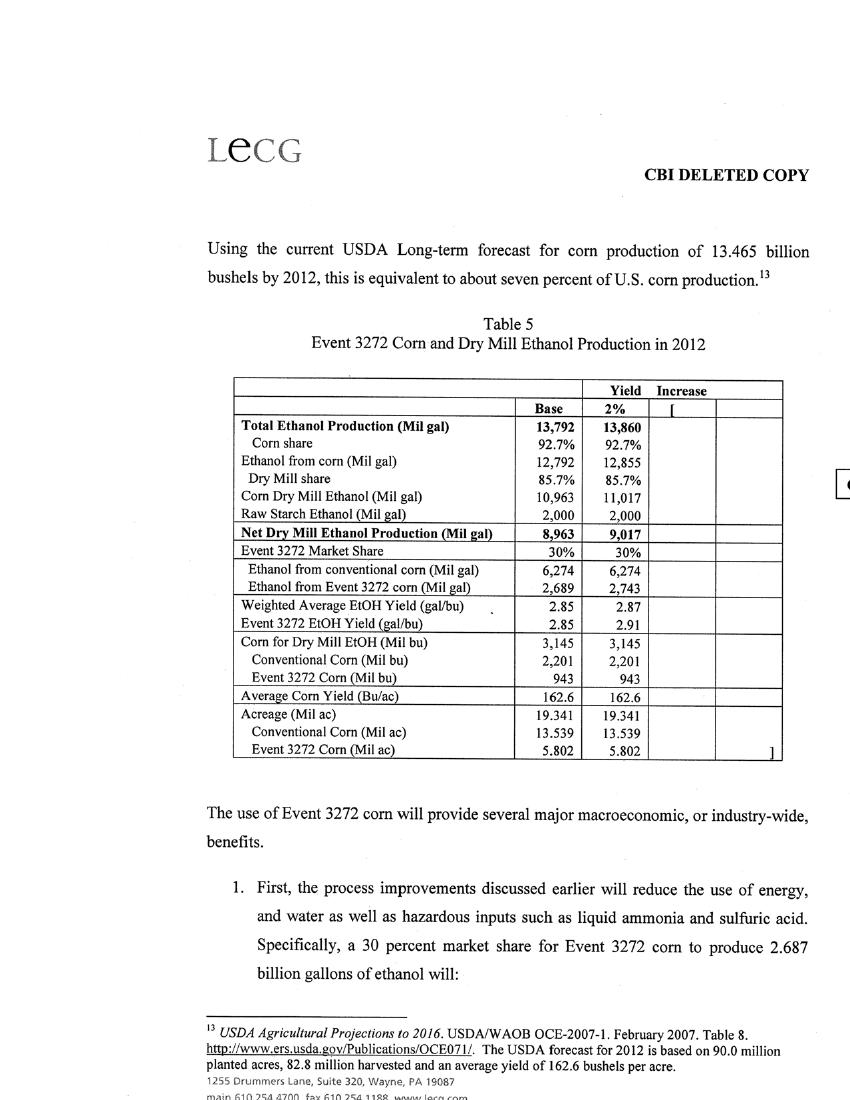 LeCG
CBI DELETED COPY
Using the current USDA Long-term forecast for corn production of 13.465 billion
bushels by 2012, this is equivalent to about seven percent of U.S. corn production.13
Table 5
Event 3272 Corn and Dry Mill Ethanol Production in 2012
Yield Increase
Base 2% [
Total Ethanol Production (Mil gal) 13,792 13,860
Corn share 92.7% 92.7%
Ethanol from corn (Mil gal) 12,792 12,855
Dry Mill share 85.7% 85.7%
Corn Dry Mill Ethanol (Mil gal) 10,963 11,017
Raw Starch Ethanol (Mil gal) 2,000 2,000
Net Dry Mill Ethanol Production (Mil gal) 8,963 9,017
Event 3272 Market Share 30% 30%
Ethanol from conventional corn (Mil gal) 6,274 6,274
Ethanol from Event 3272 corn (Mil gal) 2,689 2,743
Weighted Average EtOH Yield (gal/bu) 2.85 2.87
Event 3272 EtOH Yield (gal/bu) 2.85 2.91
Corn for Dry Mill EtOH (Mil bu) 3,145 3,145
Conventional Corn (Mil bu) 2,201 2,201
Event 3272 Corn (Mil bu) 943 943
Average Corn Yield (Bu/ac) 162.6 162.6
Acreage (Mil ac) 19.341 19.341
Conventional Corn (Mil ac) 13.539 13.539
Event 3272 Corn (Mil ac) 5.802 5.802 ]
The use of Event 3272 corn will provide several major macroeconomic, or industry-wide,
benefits.
1. First, the process improvements discussed earlier will reduce the use of energy,
and water as well as hazardous inputs such as liquid ammonia and sulfuric acid.
Specifically, a 30 percent market share for Event 3272 corn to produce 2.687
billion gallons of ethanol will:
13 USDA Agricultural Projections to 2016. USDA/WAOB OCE-2007-1. February 2007. Table 8.
http://www.ers.usda.gov/Publications/OCE071/. The USDA forecast for 2012 is based on 90.0 million
planted acres, 82.8 million harvested and an average yield of 162.6 bushels per acre.
1255 Drummers Lane, Suite 320, Wayne, PA 19087
main 610 254 4700 fax 610 254 1188 www.lecg.com